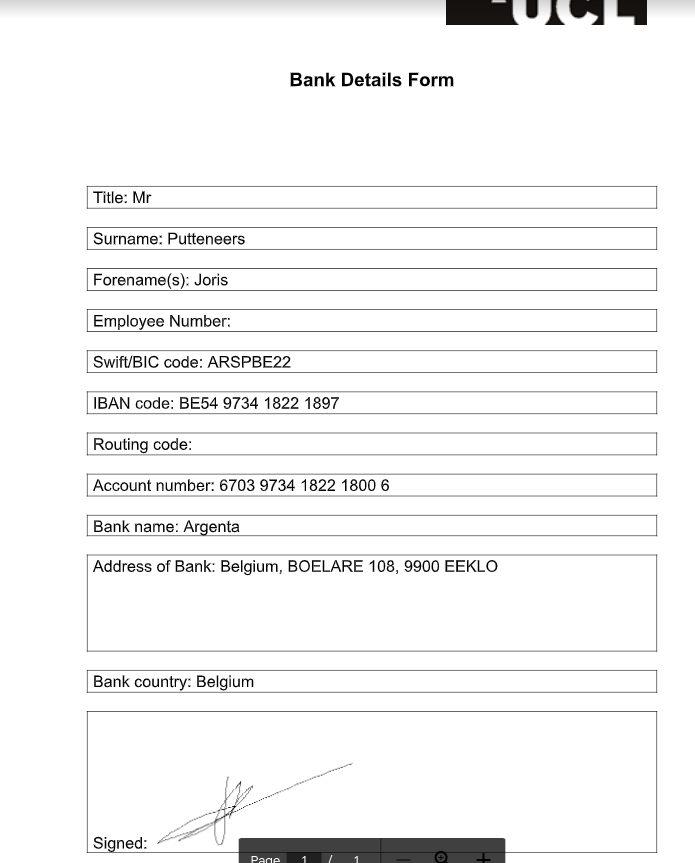 UCL
Bank Details Form
Title: Mr
Surname: Putteneers
Forename(s): Joris
Employee Number:
Swift/BIC code: ARSPBE22
IBAN code: BE54 9734 1822 1897
Routing code:
Account number: 6703 9734 1822 1800 6
Bank name: Argenta
Address of Bank: Belgium, BOELARE 108, 9900 EEKLO
Bank country: Belgium
Signed:
Page 1 / 1